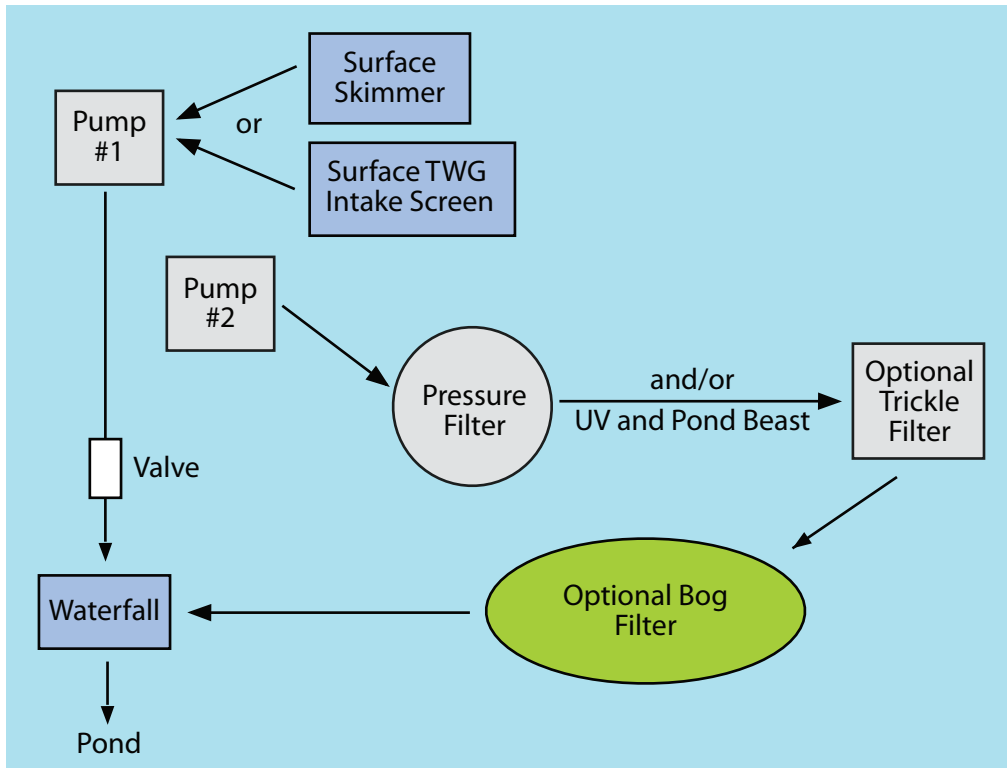 Surface
Skimmer
Pump
#1
or
Surface TWG
Intake Screen
Pump
#2
Pressure
Filter
and/or
UV and Pond Beast
Optional
Trickle
Filter
Valve
Optional Bog
Filter
Waterfall
Pond